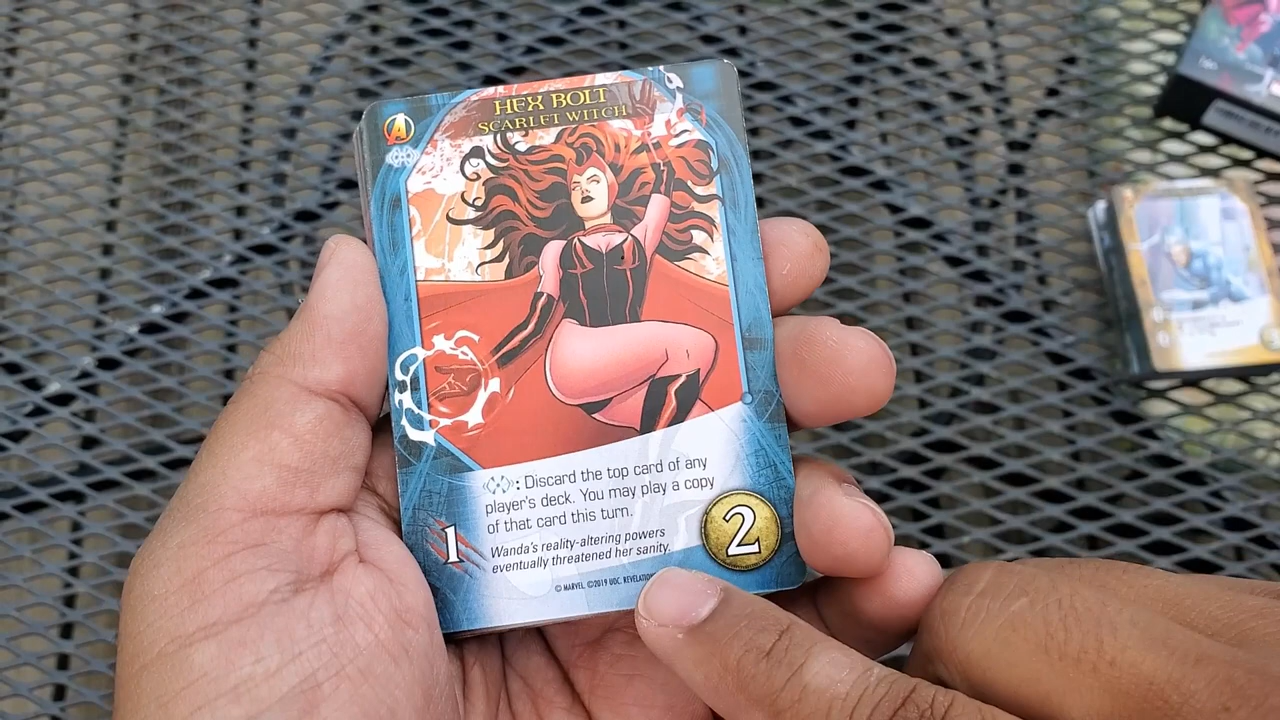 HEX BOLT
SCARLET WITCH
: Discard the top card of any
player's deck. You may play a copy
of that card this turn.
1
Wanda's reality-altering powers
eventually threatened her sanity.
2
© MARVEL. ©2019 UDC. REVELATION